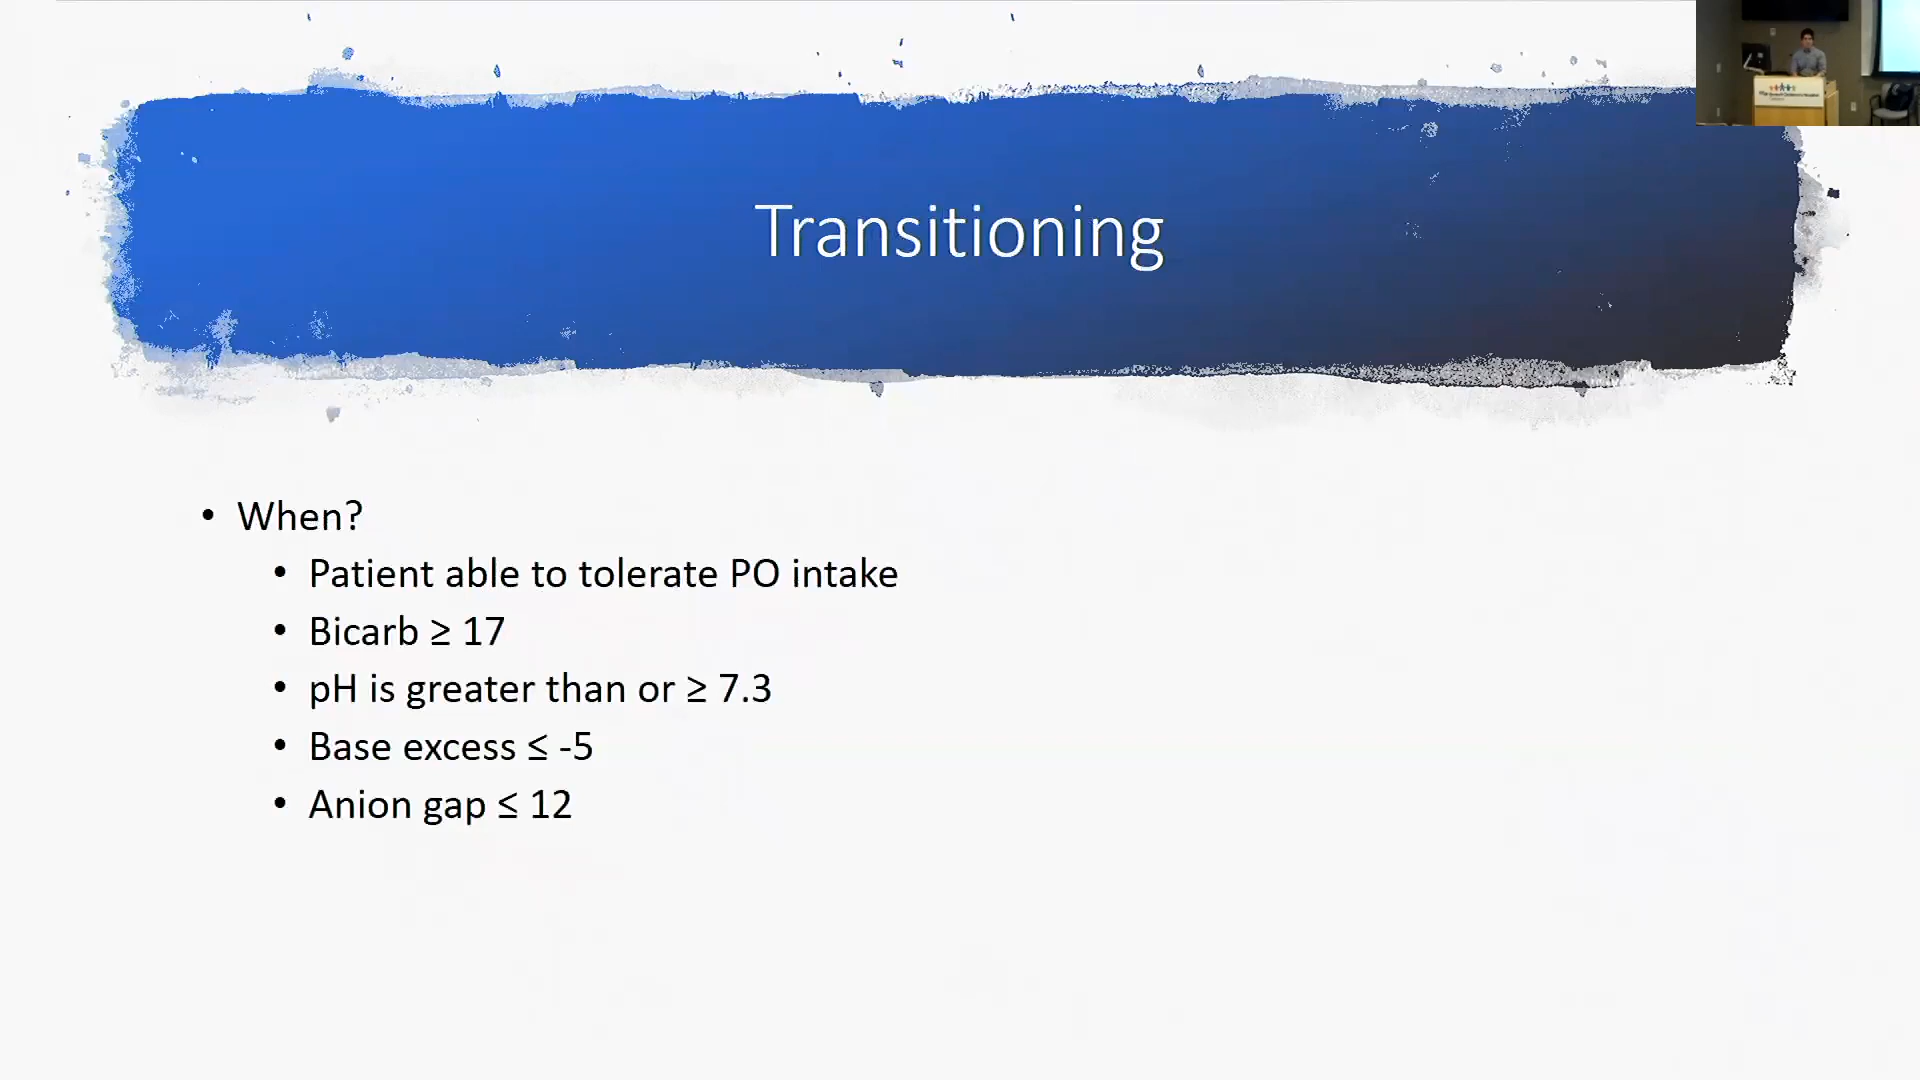 Transitioning
• When?
• Patient able to tolerate PO intake
• Bicarb ≥ 17
• pH is greater than or ≥ 7.3
• Base excess ≤ -5
• Anion gap ≤ 12